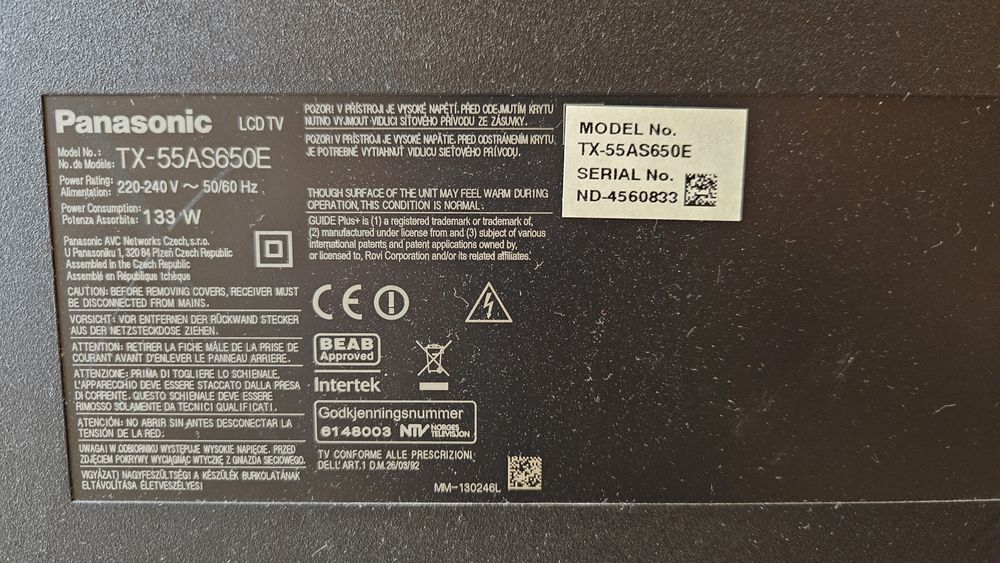 Panasonic LCD TV
Model No.:
No. de Modèle: TX-55AS650E
Power Rating:
Alimentation: 220-240 V ~ 50/60 Hz
Power Consumption:
Potenza Assorbita: 133 W
Panasonic AVC Networks Czech, s.r.o.
U Panasoniku 1, 320 84 Plzeň Czech Republic
Assembled in the Czech Republic
Assemblé en République tchèque
CAUTION: BEFORE REMOVING COVERS, RECEIVER MUST
BE DISCONNECTED FROM MAINS.
VORSICHT: VOR ENTFERNEN DER RÜCKWAND STECKER
AUS DER NETZSTECKDOSE ZIEHEN.
ATTENTION: RETIRER LA FICHE MÂLE DE LA PRISE DE
COURANT AVANT D'ENLEVER LE PANNEAU ARRIERE.
ATTENZIONE: PRIMA DI TOGLIERE LO SCHIENALE,
L'APPARECCHIO DEVE ESSERE STACCATO DALLA PRESA
DI CORRENTE. QUESTO SCHIENALE DEVE ESSERE
RIMOSSO SOLAMENTE DA TECNICI QUALIFICATI.
ATENCIÓN: NO ABRIR SIN ANTES DESCONECTAR LA
TENSIÓN DE LA RED.
UWAGA! W ODBIORNIKU WYSTĘPUJE WYSOKIE NAPIĘCIE. PRZED
ZDJĘCIEM POKRYWY WYCIĄGNĄĆ WTYCZKĘ Z GNIAZDA SIECIOWEGO.
VIGYÁZAT! NAGYFESZÜLTSÉG! A KÉSZÜLÉK BURKOLATÁNAK
ELTÁVOLÍTÁSA ÉLETVESZÉLYES!
POZOR! V PŘÍSTROJI JE VYSOKÉ NAPĚTÍ. PŘED ODEJMUTÍM KRYTU
NUTNO VYJMOUT VIDLICI SÍŤOVÉHO PŘÍVODU ZE ZÁSUVKY.
POZOR! V PRÍSTROJI JE VYSOKÉ NAPÄTIE. PRED ODSTRÁNENÍM KRYTU
JE POTREBNÉ VYTIAHNUŤ VIDLICU SIEŤOVÉHO PRÍVODU.
THOUGH SURFACE OF THE UNIT MAY FEEL WARM DURING
OPERATION, THIS CONDITION IS NORMAL.
GUIDE Plus+ is (1) a registered trademark or trademark of,
(2) manufactured under license from and (3) subject of various
international patents and patent applications owned by,
or licensed to, Rovi Corporation and/or its related affiliates.
CE
BEAB
Approved
Intertek
Godkjenningsnummer
6146003 NTV NORGES
TELEVISJON
TV CONFORME ALLE PRESCRIZIONI
DELL'ART.1 D.M.26/03/92
MM-130246L
MODEL No.
TX-55AS650E
SERIAL No.
ND-4560833